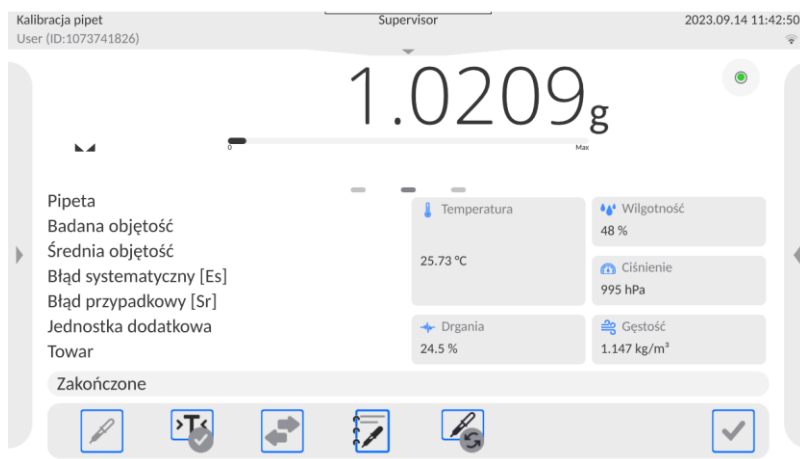 Kalibracja pipet
Supervisor
2023.09.14 11:42:50
User (ID:1073741826)
1.0209 g
0
Max
Pipeta
Badana objętość
Średnia objętość
Błąd systematyczny [Es]
Błąd przypadkowy [Sr]
Jednostka dodatkowa
Towar
Temperatura
25.73 °C
Wilgotność
48 %
Ciśnienie
995 hPa
Drgania
24.5 %
Gęstość
1.147 kg/m³
Zakończone
>T<